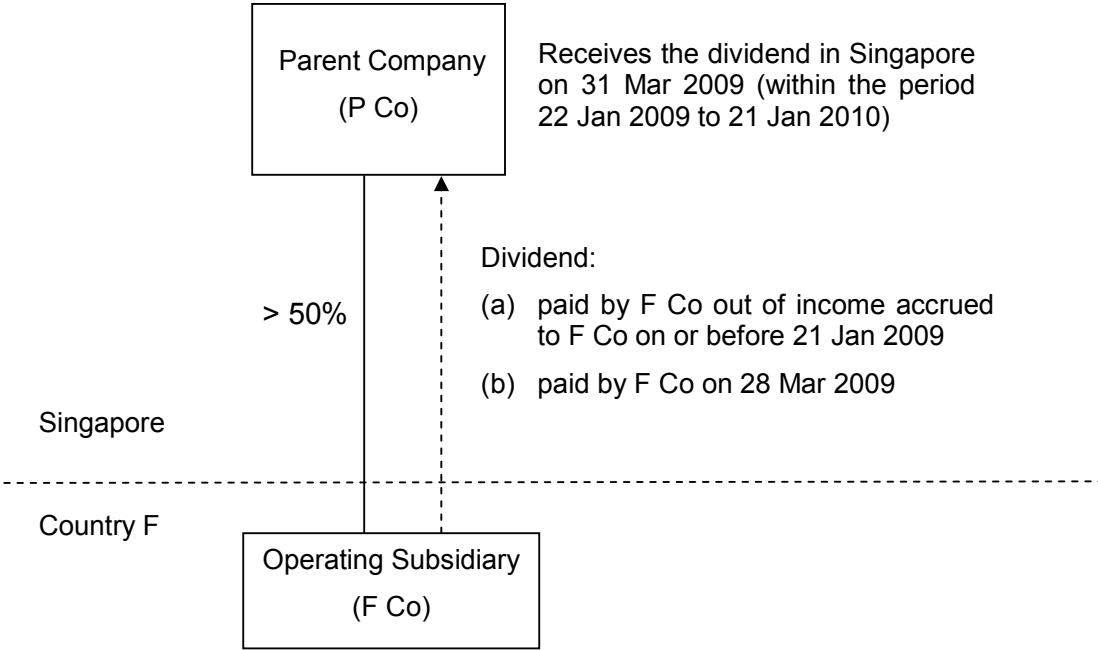 Parent Company
(P Co)
Receives the dividend in Singapore
on 31 Mar 2009 (within the period
22 Jan 2009 to 21 Jan 2010)
Dividend:
(a) paid by F Co out of income accrued
to F Co on or before 21 Jan 2009
(b) paid by F Co on 28 Mar 2009
> 50%
Singapore
Country F
Operating Subsidiary
(F Co)